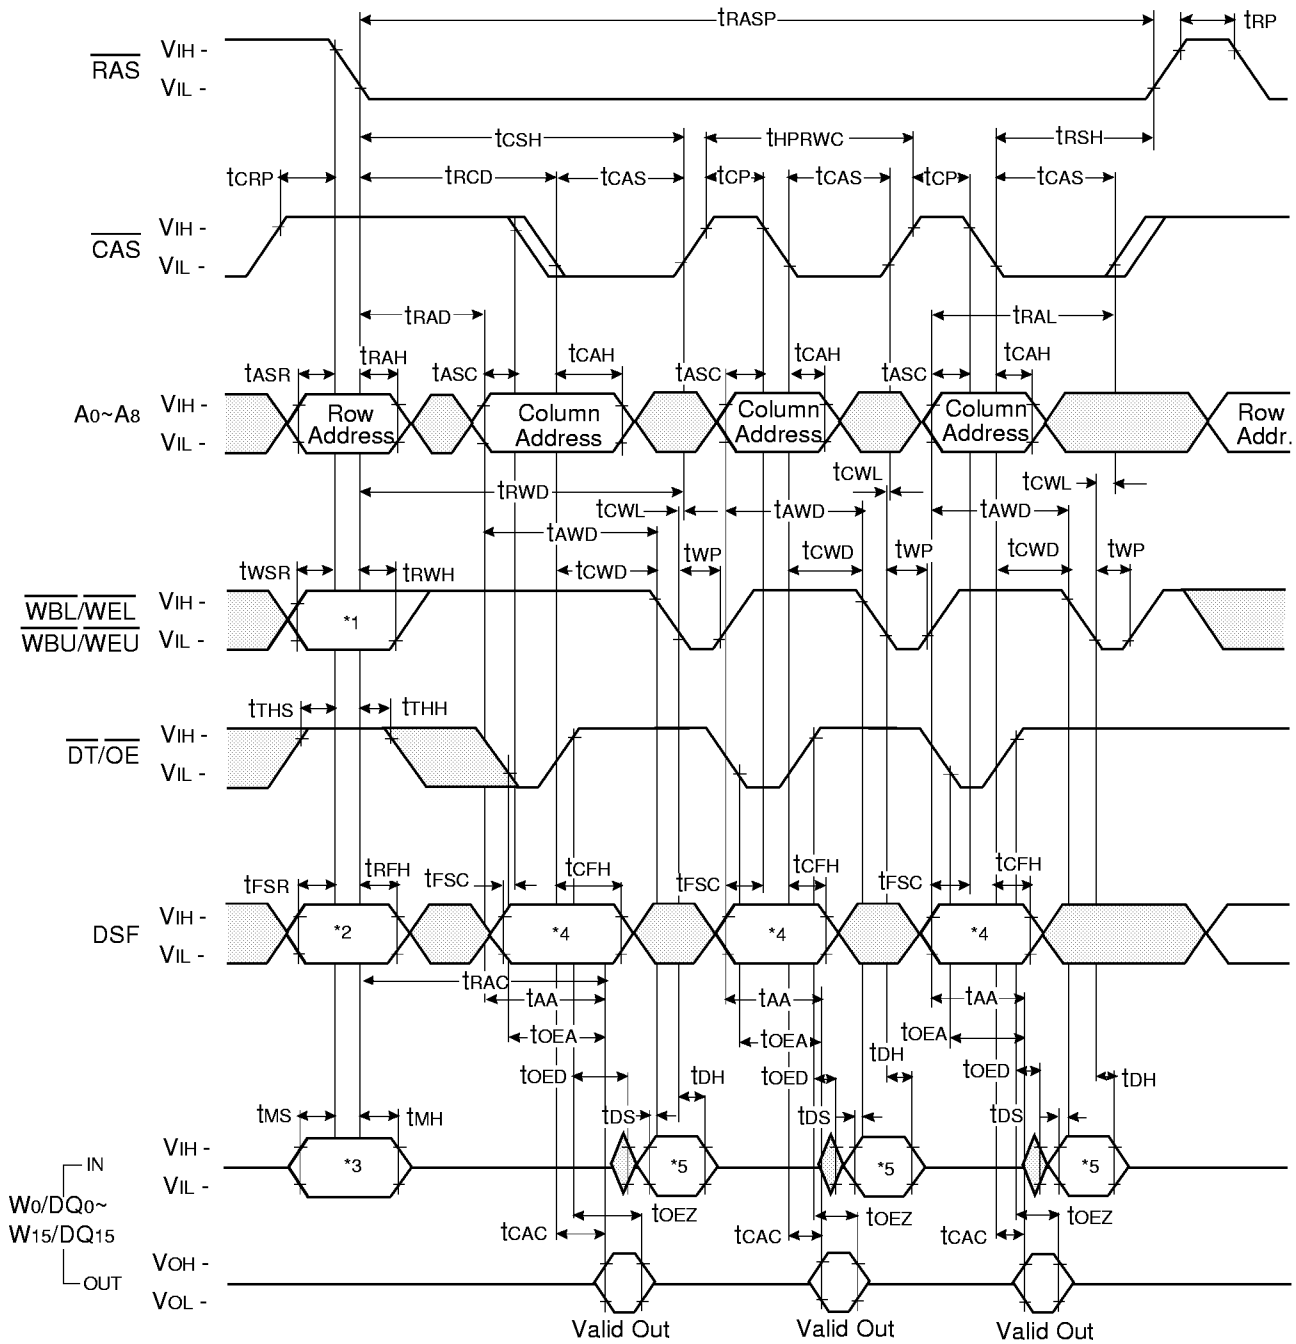 tRASP tRP
RAS VIH -
VIL -
tCSH tHPRWC tRSH
tCRP tRCD tCAS tCP tCAS tCP tCAS
CAS VIH -
VIL -
tRAD tRAL
tASR tRAH tASC tCAH tASC tCAH tASC tCAH
A0~A8 VIH -
VIL -
Row Address
Column Address
Column Address
Column Address
Row Addr.
tRWD tCWL tCWL
tCWL tAWD tAWD
tAWD
tWSR tRWH tCWD tWP tCWD tWP tCWD tWP
WBL/WEL VIH -
*1
WBU/WEU VIL -
tTHS tTHH
DT/OE VIH -
VIL -
tFSR tRFH tFSC tCFH tFSC tCFH tFSC tCFH
DSF VIH -
*2 *4 *4 *4
VIL -
tRAC
tAA tAA tAA
tOEA tOEA tOEA
tOED tDH tOED tDH tOED tDH
tMS tMH tDS tDS tDS
VIH -
IN *3 *5 *5 *5
VIL -
W0/DQ0~
W15/DQ15
tCAC tOEZ tCAC tOEZ tCAC tOEZ
VOH -
OUT
VOL -
Valid Out Valid Out Valid Out